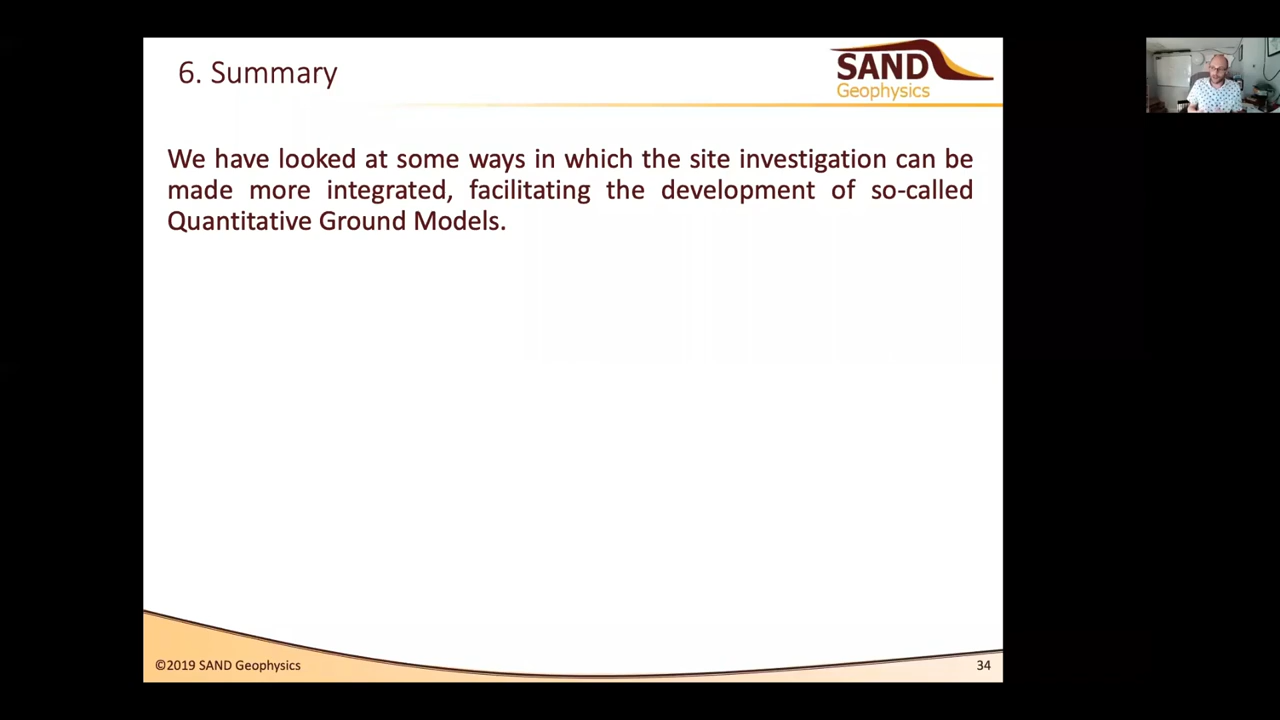 6. Summary
SAND
Geophysics
We have looked at some ways in which the site investigation can be
made more integrated, facilitating the development of so-called
Quantitative Ground Models.
©2019 SAND Geophysics
34